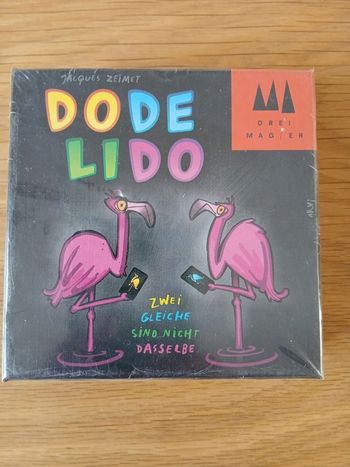 Jacques ZEIMET
DODE
LIDO
DREI
MAGIER
ZWEI
GLEICHE
SIND NICHT
DASSELBE